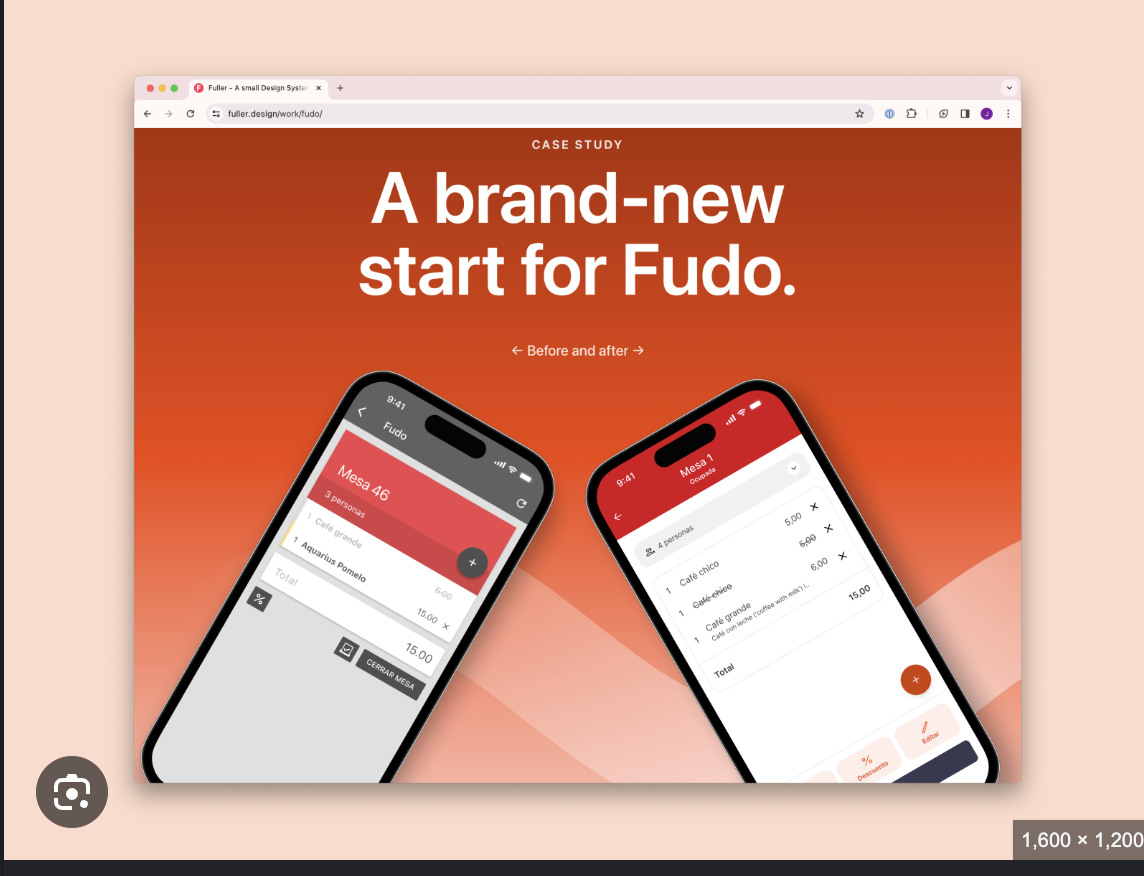 Fuller - A small Design Syste
fuller.design/work/fudo/
J
CASE STUDY
A brand-new
start for Fudo.
← Before and after →
9:41
Fudo
Mesa 46
3 personas
+
1 Café grande
6.00
1 Aquarius Pomelo
15.00 ×
Total
15.00
%
CERRAR MESA
9:41
Mesa 1
Ocupada
4 personas
1 Café chico 5,00 ×
1 Café chico 5,00 ×
1 Café grande 6,00 ×
Café con leche ("coffee with milk") l...
Total 15,00
+
% Descuento
Editar
1,600 × 1,200